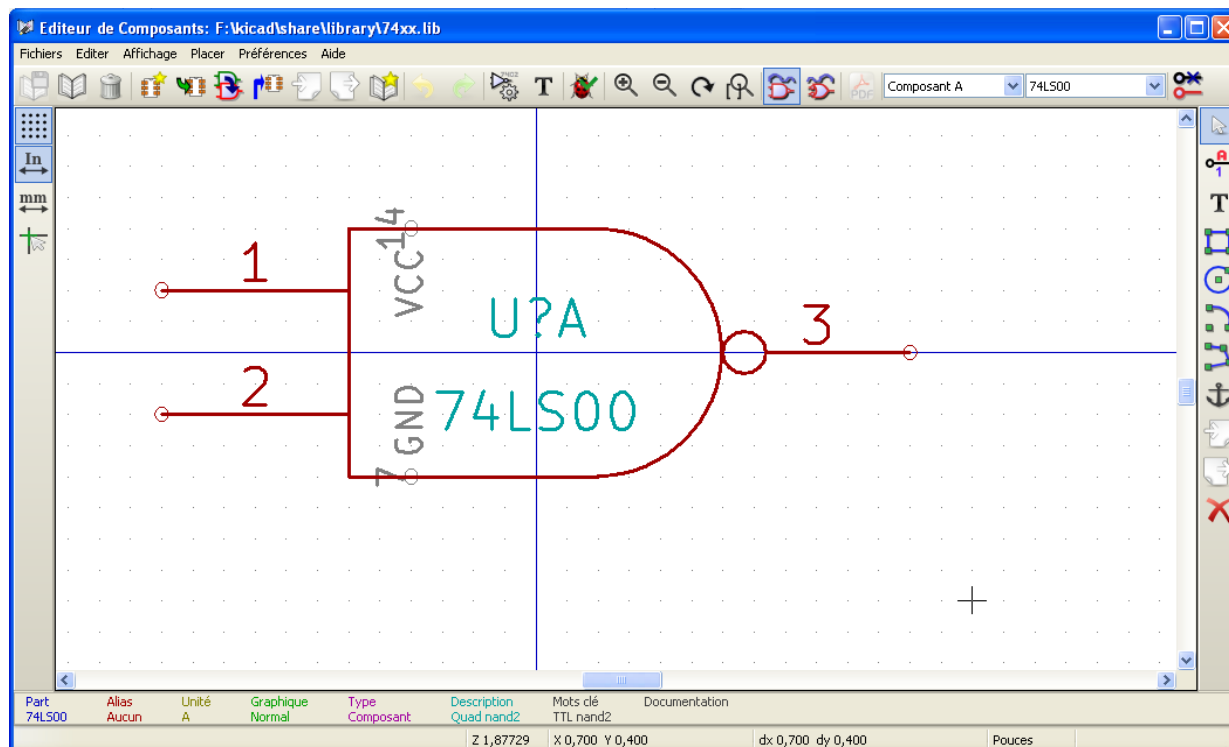 Editeur de Composants: F:\kicad\share\library\74xx.lib
Fichiers Editer Affichage Placer Préférences Aide
T PDF Composant A 74LS00
In
mm
A
1
T
14
VCC
1
U?A
3
2
GND
74LS00
7
Part Alias Unité Graphique Type Description Mots clé Documentation
74LS00 Aucun A Normal Composant Quad nand2 TTL nand2
Z 1,87729 X 0,700 Y 0,400 dx 0,700 dy 0,400 Pouces